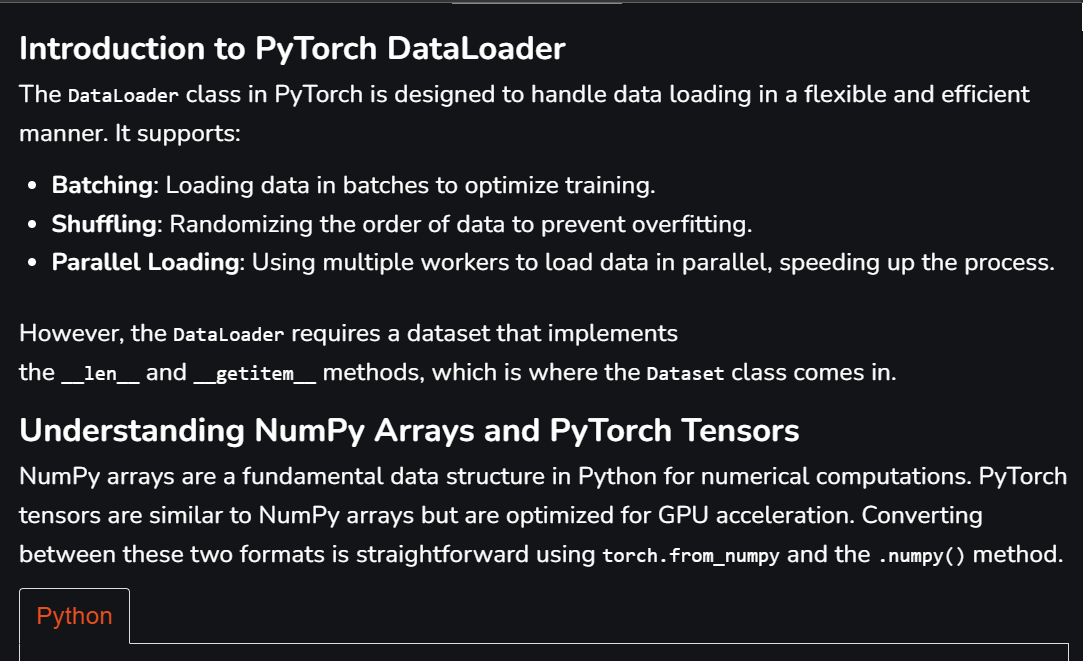 Introduction to PyTorch DataLoader
The DataLoader class in PyTorch is designed to handle data loading in a flexible and efficient
manner. It supports:
• Batching: Loading data in batches to optimize training.
• Shuffling: Randomizing the order of data to prevent overfitting.
• Parallel Loading: Using multiple workers to load data in parallel, speeding up the process.
However, the DataLoader requires a dataset that implements
the __len__ and __getitem__ methods, which is where the Dataset class comes in.
Understanding NumPy Arrays and PyTorch Tensors
NumPy arrays are a fundamental data structure in Python for numerical computations. PyTorch
tensors are similar to NumPy arrays but are optimized for GPU acceleration. Converting
between these two formats is straightforward using torch.from_numpy and the .numpy() method.
Python